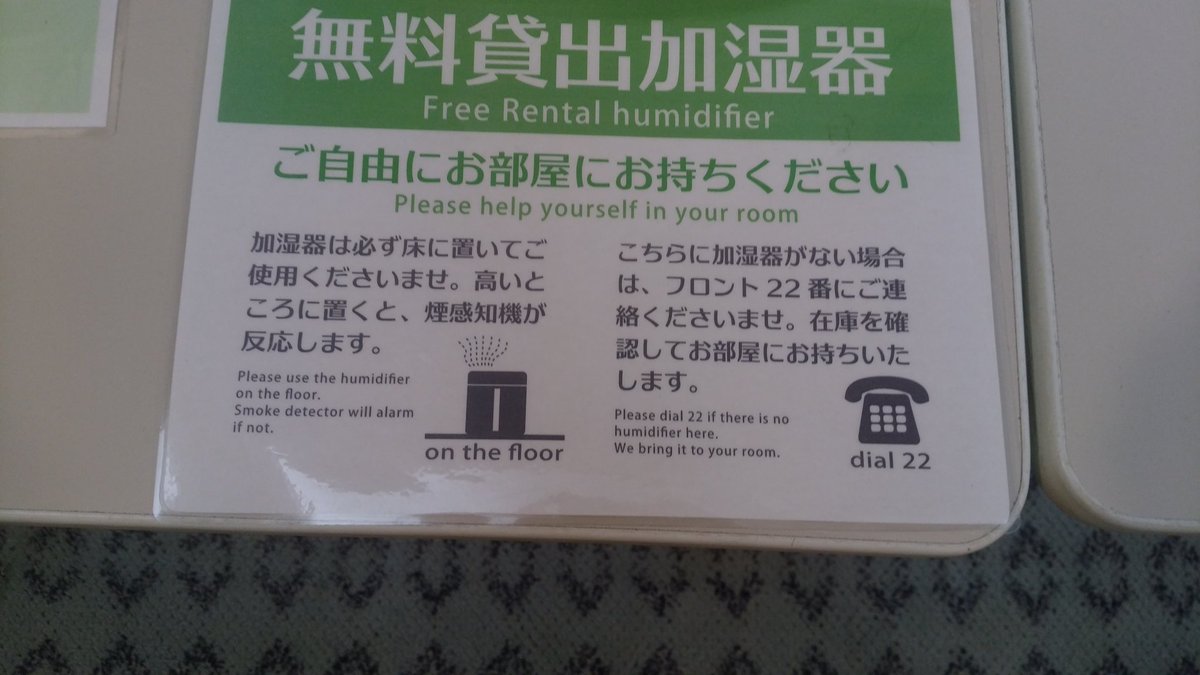 無料貸出加湿器
Free Rental humidifier
ご自由にお部屋にお持ちください
Please help yourself in your room
加湿器は必ず床に置いてご
使用くださいませ。高いと
ころに置くと、煙感知機が
反応します。
Please use the humidifier
on the floor.
Smoke detector will alarm
if not.
on the floor
こちらに加湿器がない場合
は、フロント22番にご連
絡くださいませ。在庫を確
認してお部屋にお持ちいた
します。
Please dial 22 if there is no
humidifier here.
We bring it to your room.
dial 22